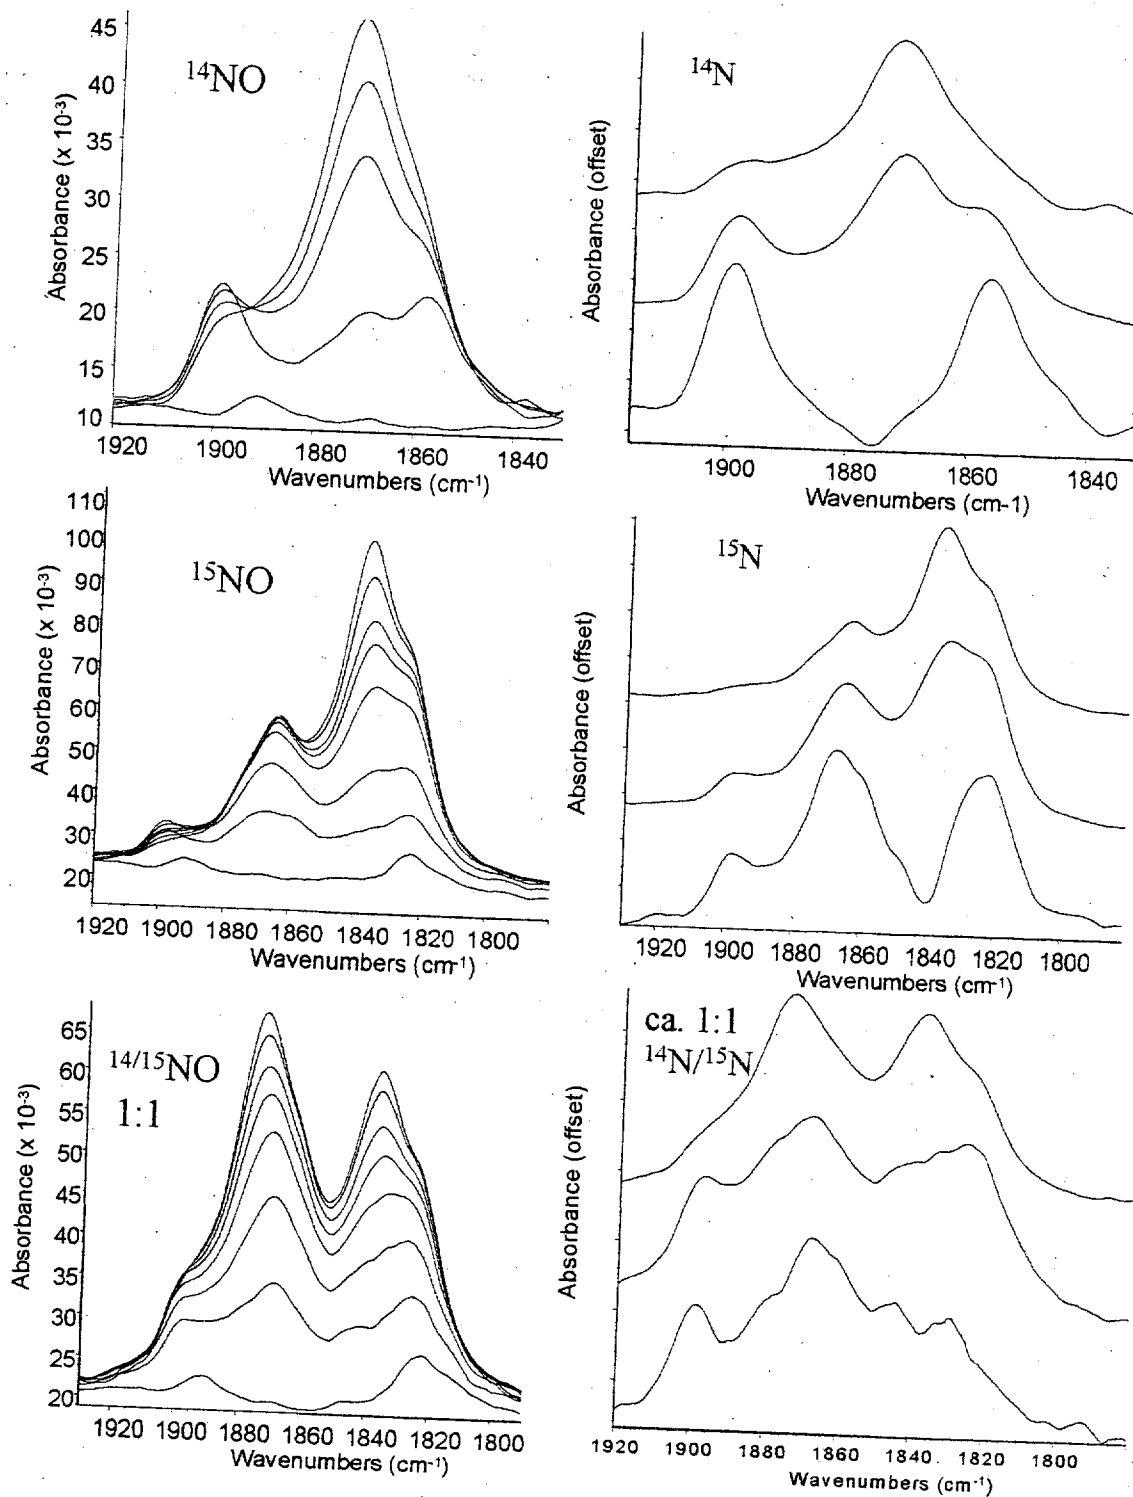 45
40
35
30
25
20
15
10
Absorbance (x 10⁻³)
¹⁴NO
1920 1900 1880 1860 1840
Wavenumbers (cm⁻¹)
¹⁴N
Absorbance (offset)
1900 1880 1860 1840
Wavenumbers (cm-1)
110
100
90
80
70
60
50
40
30
20
Absorbance (x 10⁻³)
¹⁵NO
1920 1900 1880 1860 1840 1820 1800
Wavenumbers (cm⁻¹)
¹⁵N
Absorbance (offset)
1920 1900 1880 1860 1840 1820 1800
Wavenumbers (cm⁻¹)
65
60
55
50
45
40
35
30
25
20
Absorbance (x 10⁻³)
¹⁴/¹⁵NO
1:1
1920 1900 1880 1860 1840 1820 1800
Wavenumbers (cm⁻¹)
ca. 1:1
¹⁴N/¹⁵N
Absorbance (offset)
1920 1900 1880 1860 1840 1820 1800
Wavenumbers (cm⁻¹)